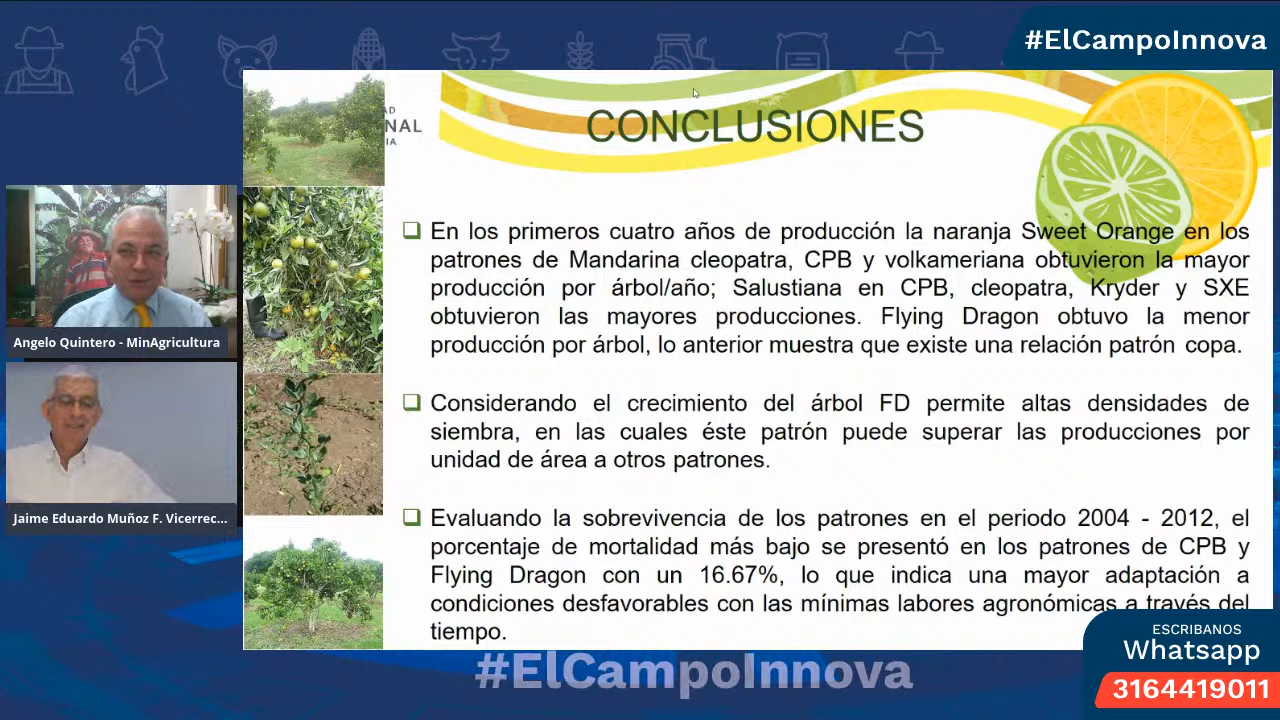 #ElCampoInnova
CONCLUSIONES
En los primeros cuatro años de producción la naranja Sweet Orange en los
patrones de Mandarina cleopatra, CPB y volkameriana obtuvieron la mayor
producción por árbol/año; Salustiana en CPB, cleopatra, Kryder y SXE
obtuvieron las mayores producciones. Flying Dragon obtuvo la menor
producción por árbol, lo anterior muestra que existe una relación patrón copa.
Considerando el crecimiento del árbol FD permite altas densidades de
siembra, en las cuales éste patrón puede superar las producciones por
unidad de área a otros patrones.
Evaluando la sobrevivencia de los patrones en el periodo 2004 - 2012, el
porcentaje de mortalidad más bajo se presentó en los patrones de CPB y
Flying Dragon con un 16.67%, lo que indica una mayor adaptación a
condiciones desfavorables con las mínimas labores agronómicas a través del
tiempo.
Angelo Quintero - MinAgricultura
Jaime Eduardo Muñoz F. Vicerrec...
ESCRIBANOS
Whatsapp
3164419011
#ElCampoInnova